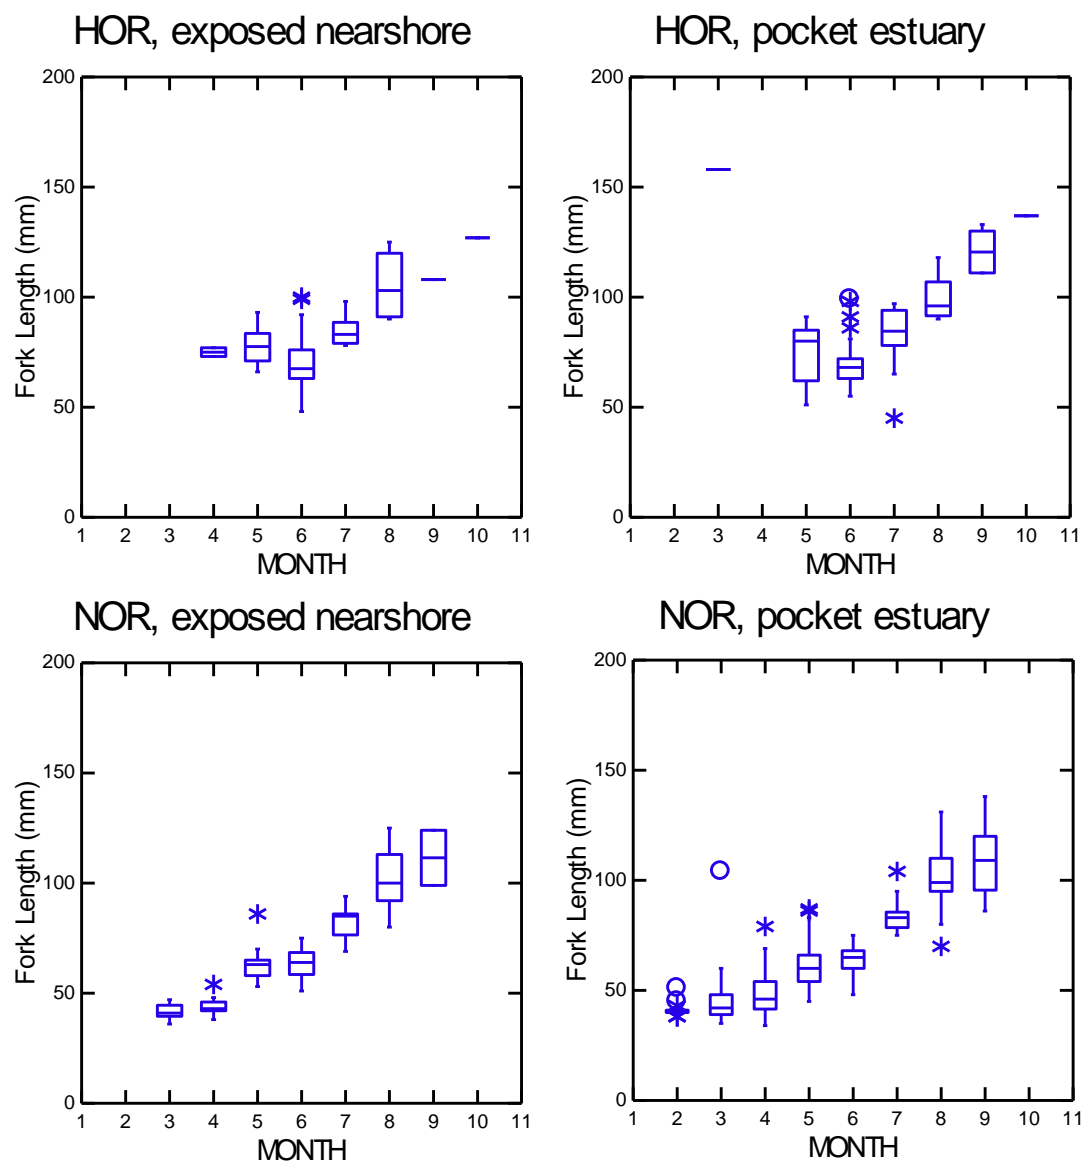 HOR, exposed nearshore
200
150
100
50
0
Fork Length (mm)
1 2 3 4 5 6 7 8 9 10 11
MONTH
HOR, pocket estuary
200
150
100
50
0
Fork Length (mm)
1 2 3 4 5 6 7 8 9 10 11
MONTH
NOR, exposed nearshore
200
150
100
50
0
Fork Length (mm)
1 2 3 4 5 6 7 8 9 10 11
MONTH
NOR, pocket estuary
200
150
100
50
0
Fork Length (mm)
1 2 3 4 5 6 7 8 9 10 11
MONTH